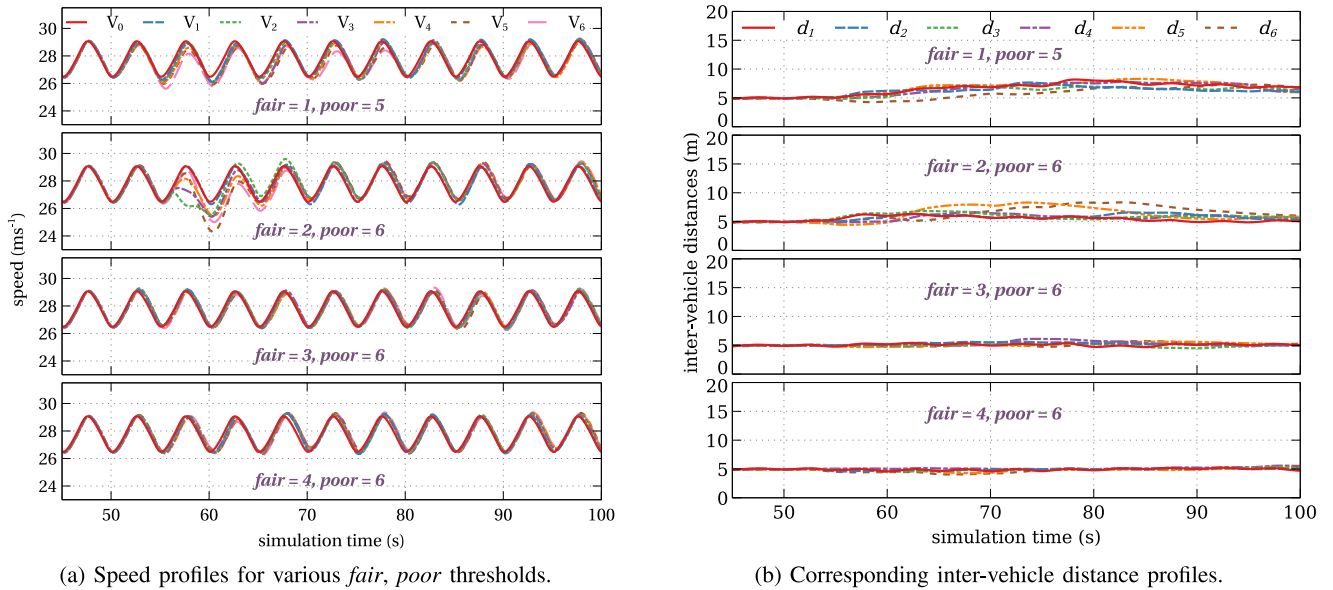 V0 V1 V2 V3 V4 V5 V6
30
28
26
24
fair = 1, poor = 5
30
28
26
24
fair = 2, poor = 6
30
28
26
24
fair = 3, poor = 6
30
28
26
24
fair = 4, poor = 6
50 60 70 80 90 100
speed (ms-1)
simulation time (s)
(a) Speed profiles for various fair, poor thresholds.
d1 d2 d3 d4 d5 d6
20
15
10
5
0
fair = 1, poor = 5
20
15
10
5
0
fair = 2, poor = 6
20
15
10
5
0
fair = 3, poor = 6
20
15
10
5
0
fair = 4, poor = 6
50 60 70 80 90 100
inter-vehicle distances (m)
simulation time (s)
(b) Corresponding inter-vehicle distance profiles.